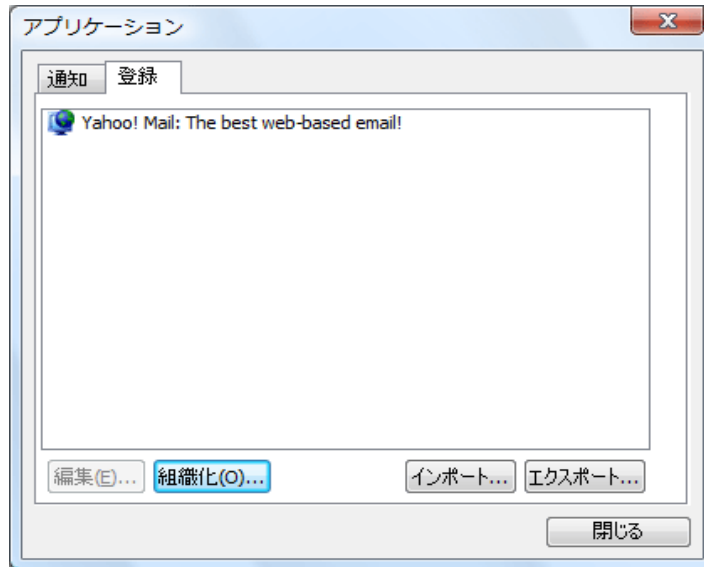 アプリケーション
通知 登録
Yahoo! Mail: The best web-based email!
編集(E)... 組織化(O)... インポート... エクスポート...
閉じる